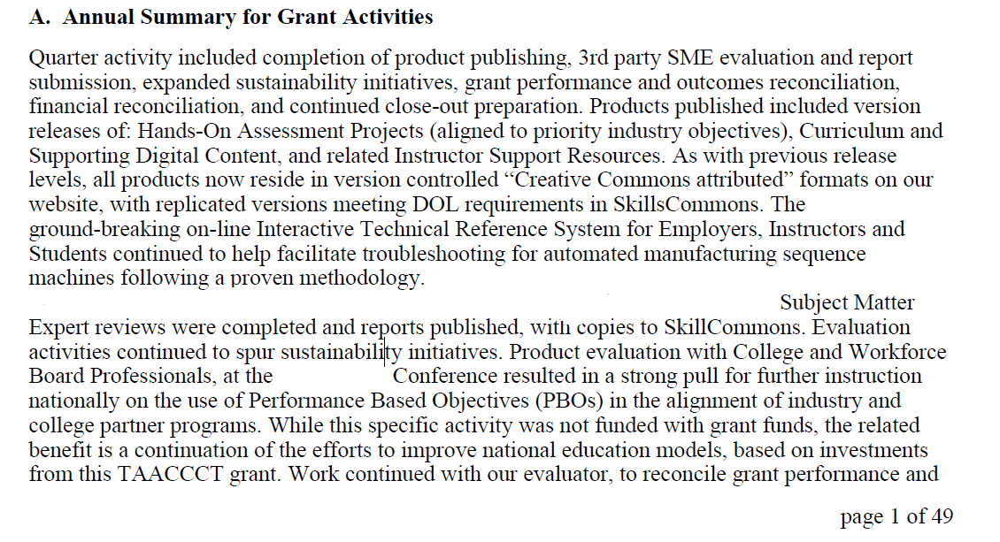 A. Annual Summary for Grant Activities
Quarter activity included completion of product publishing, 3rd party SME evaluation and report
submission, expanded sustainability initiatives, grant performance and outcomes reconciliation,
financial reconciliation, and continued close-out preparation. Products published included version
releases of: Hands-On Assessment Projects (aligned to priority industry objectives), Curriculum and
Supporting Digital Content, and related Instructor Support Resources. As with previous release
levels, all products now reside in version controlled “Creative Commons attributed” formats on our
website, with replicated versions meeting DOL requirements in SkillsCommons. The
ground-breaking on-line Interactive Technical Reference System for Employers, Instructors and
Students continued to help facilitate troubleshooting for automated manufacturing sequence
machines following a proven methodology.
Subject Matter
Expert reviews were completed and reports published, with copies to SkillCommons. Evaluation
activities continued to spur sustainability initiatives. Product evaluation with College and Workforce
Board Professionals, at the Conference resulted in a strong pull for further instruction
nationally on the use of Performance Based Objectives (PBOs) in the alignment of industry and
college partner programs. While this specific activity was not funded with grant funds, the related
benefit is a continuation of the efforts to improve national education models, based on investments
from this TAACCCT grant. Work continued with our evaluator, to reconcile grant performance and
page 1 of 49